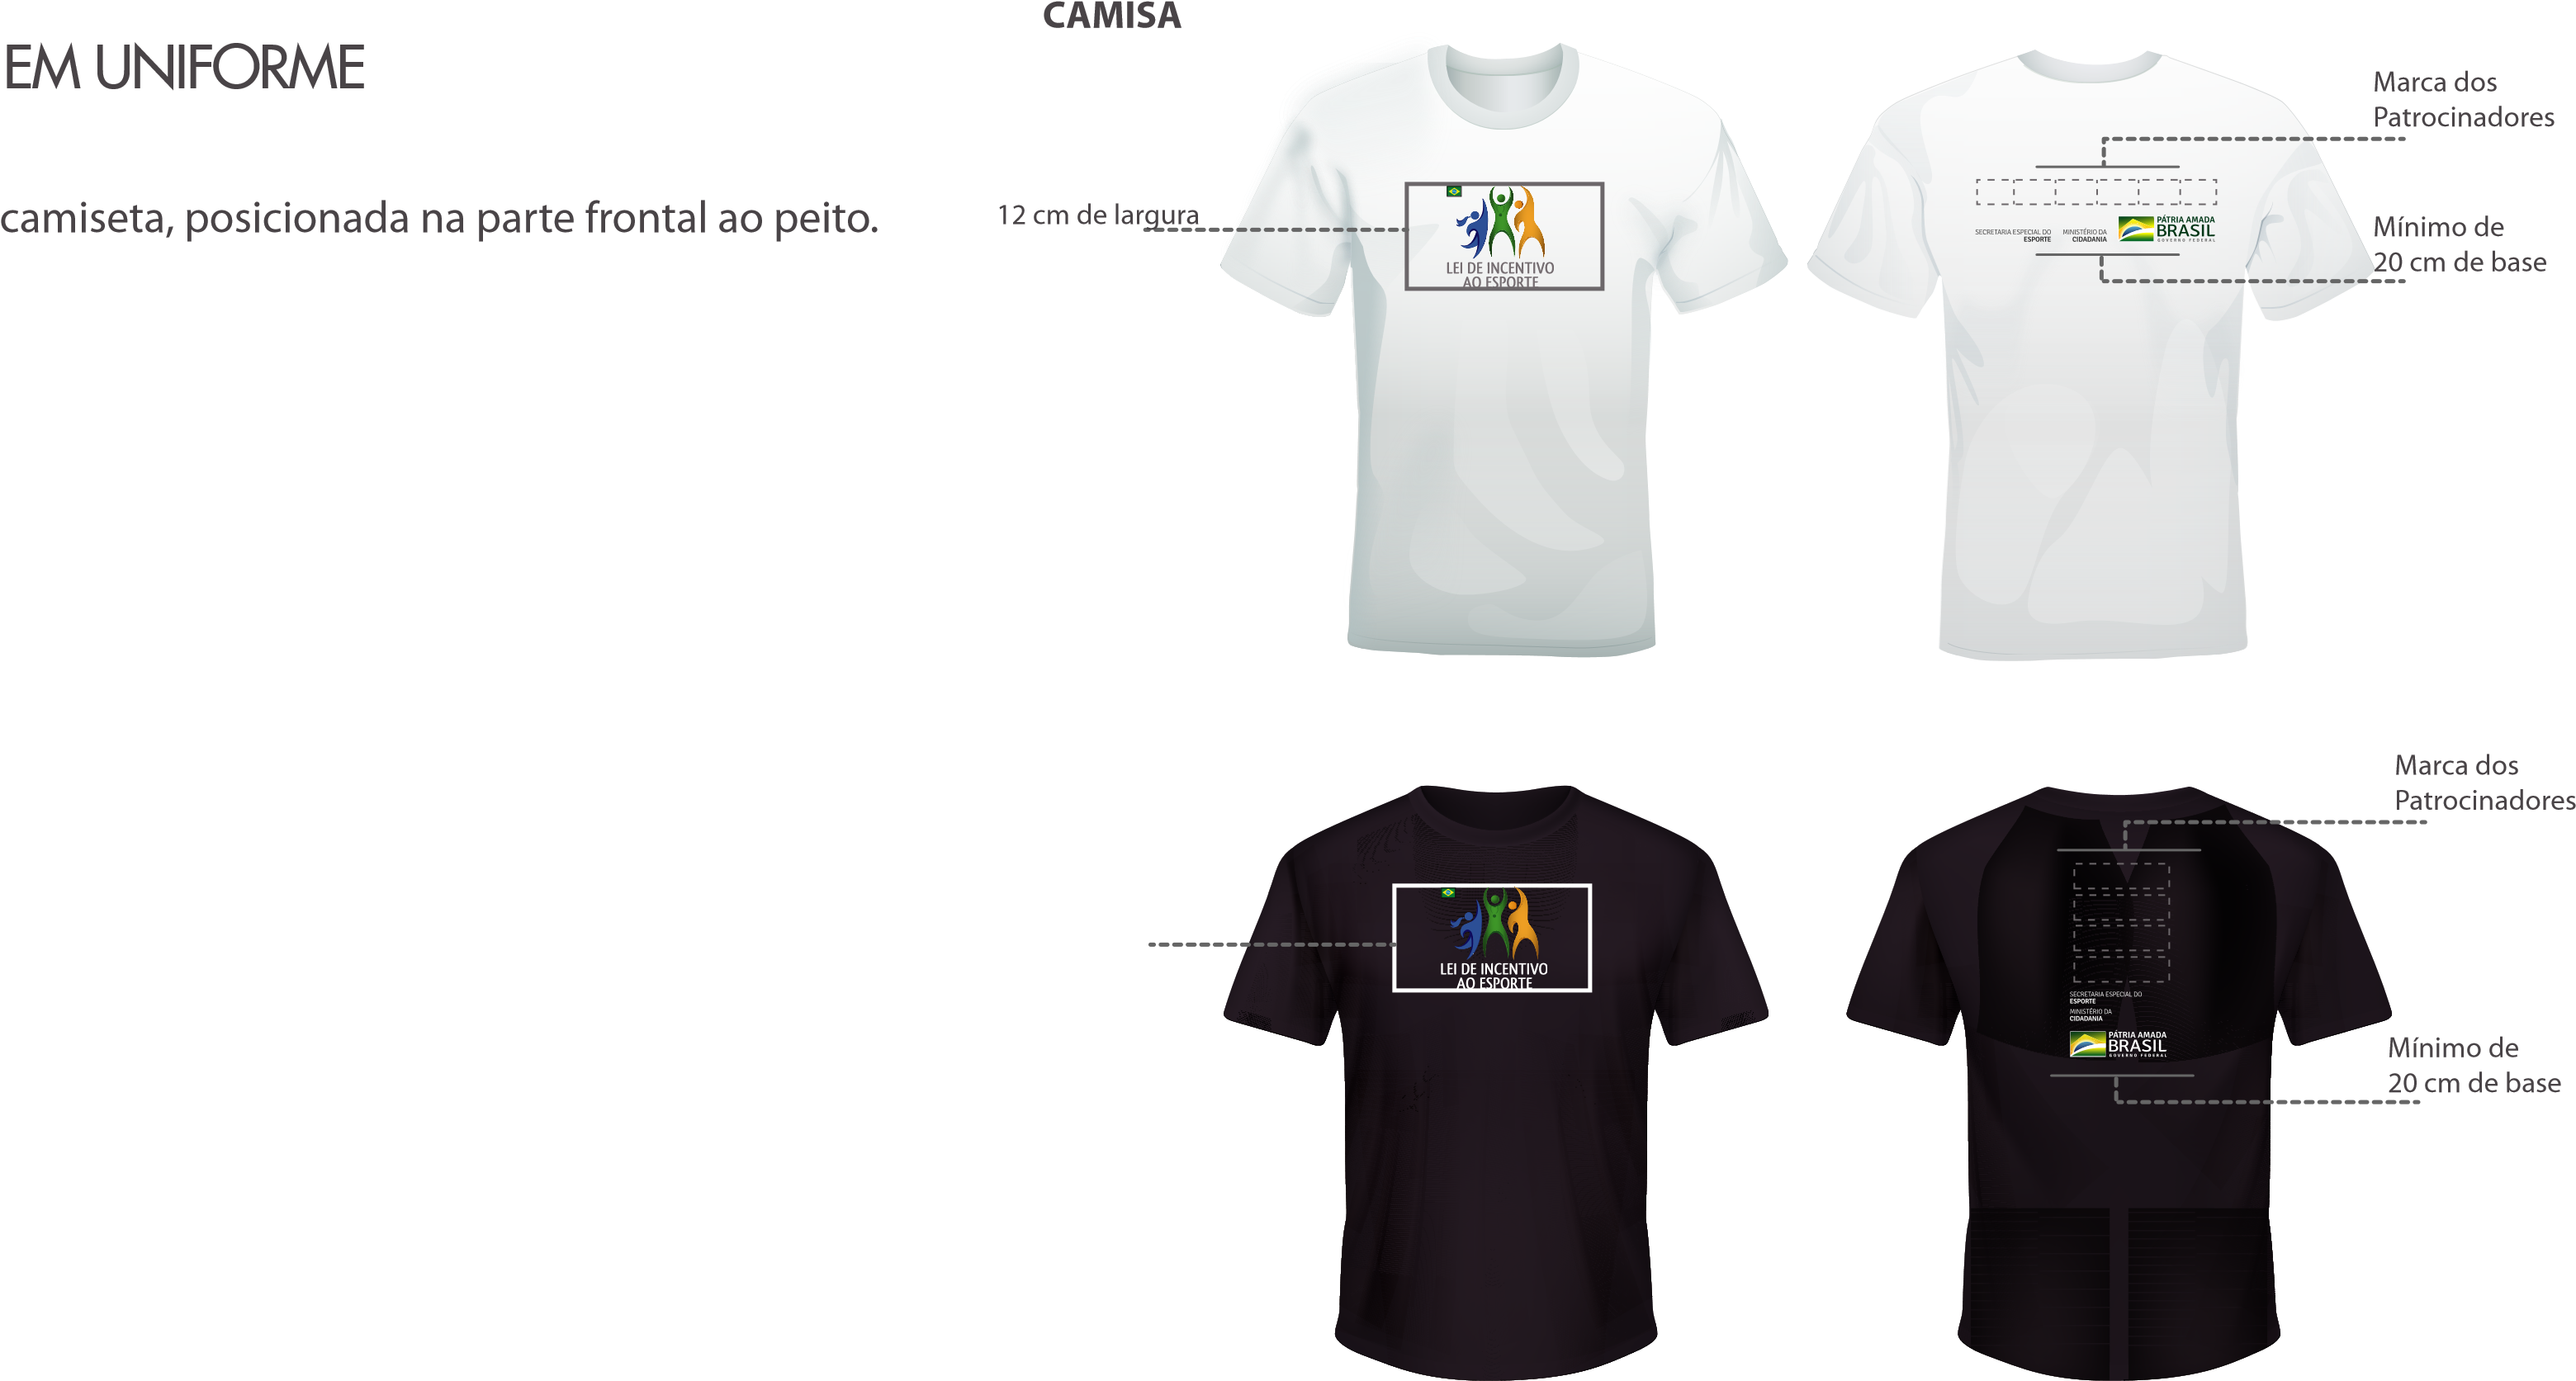 CAMISA
EM UNIFORME
camiseta, posicionada na parte frontal ao peito.
12 cm de largura
LEI DE INCENTIVO
AO ESPORTE
Marca dos
Patrocinadores
SECRETARIA ESPECIAL DO
ESPORTE
MINISTÉRIO DA
CIDADANIA
PÁTRIA AMADA
BRASIL
GOVERNO FEDERAL
Mínimo de
20 cm de base
LEI DE INCENTIVO
AO ESPORTE
Marca dos
Patrocinadores
SECRETARIA ESPECIAL DO
ESPORTE
MINISTÉRIO DA
CIDADANIA
PÁTRIA AMADA
BRASIL
GOVERNO FEDERAL
Mínimo de
20 cm de base